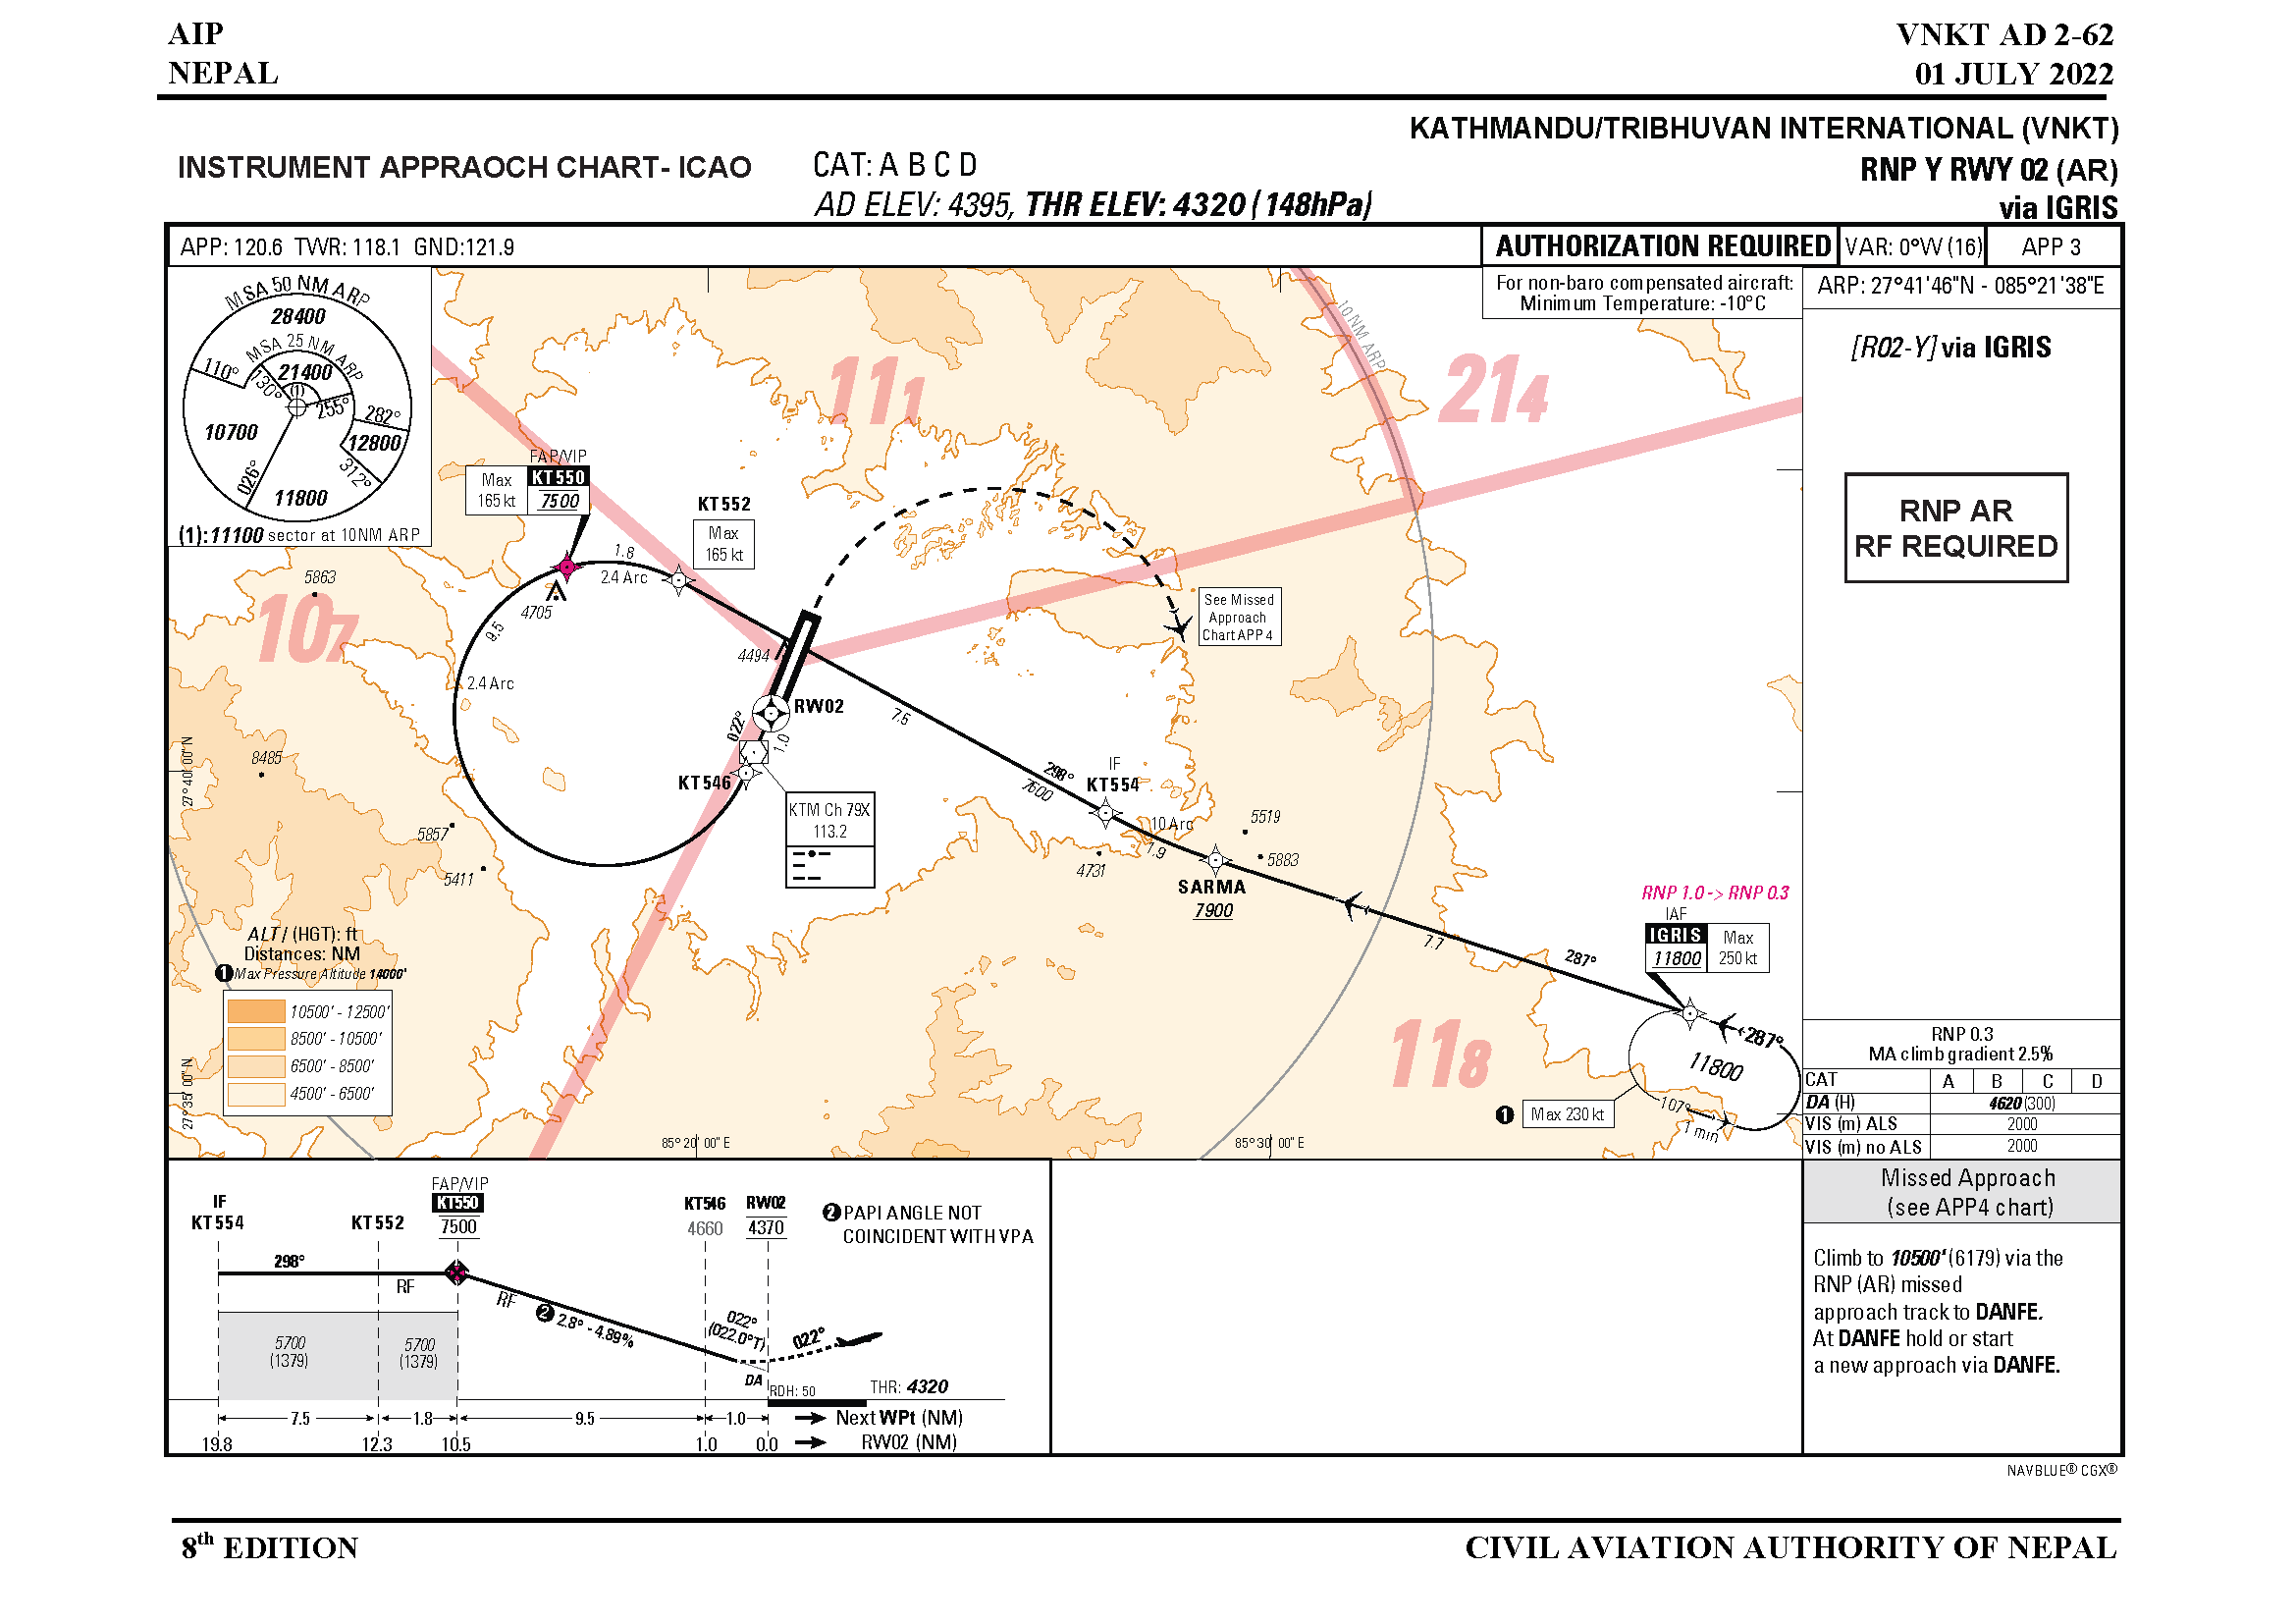 AIP
NEPAL
VNKT AD 2-62
01 JULY 2022
KATHMANDU/TRIBHUVAN INTERNATIONAL (VNKT)
INSTRUMENT APPRAOCH CHART- ICAO
CAT: A B C D
RNP Y RWY 02 (AR)
AD ELEV: 4395, THR ELEV: 4320 (148hPa)
via IGRIS
APP: 120.6 TWR: 118.1 GND:121.9
AUTHORIZATION REQUIRED
VAR: 0°W (16)
APP 3
For non-baro compensated aircraft:
Minimum Temperature: -10°C
ARP: 27°41'46"N - 085°21'38"E
[R02-Y] via IGRIS
RNP AR
RF REQUIRED
MSA 50 NM ARP
28400
MSA 25 NM ARP
21400
110°
130°
(1)
255°
282°
10700
12800
312°
026°
11800
(1):11100 sector at 10NM ARP
111
214
107
118
10 NM ARP
FAP/VIP
Max
165 kt
KT550
7500
KT552
Max
165 kt
5863
4705
1.8
2.4 Arc
9.5
2.4 Arc
4494
RW02
022°
1.0
KT546
KTM Ch 79X
113.2
See Missed
Approach
Chart APP 4
7.5
298°
7600
IF
KT554
10 Arc
1.9
4731
5519
5883
SARMA
7900
7.7
287°
RNP 1.0 -> RNP 0.3
IAF
IGRIS
11800
Max
250 kt
287°
11800
107°
1 min
1 Max 230 kt
8485
5857
5411
27° 40' 00" N
27° 35' 00" N
85° 20' 00" E
85° 30' 00" E
ALT / (HGT): ft
Distances: NM
1 Max Pressure Altitude 14000'
10500' - 12500'
8500' - 10500'
6500' - 8500'
4500' - 6500'
RNP 0.3
MA climb gradient 2.5%
CAT A B C D
DA (H) 4620 (300)
VIS (m) ALS 2000
VIS (m) no ALS 2000
Missed Approach
(see APP4 chart)
Climb to 10500' (6179) via the
RNP (AR) missed
approach track to DANFE.
At DANFE hold or start
a new approach via DANFE.
IF
KT554
KT552
FAP/VIP
KT550
7500
KT546
4660
RW02
4370
2 PAPI ANGLE NOT
COINCIDENT WITH VPA
298°
RF
RF
2 2.8° - 4.89%
022°
(022.0°T)
022°
5700
(1379)
5700
(1379)
DA
RDH: 50
THR: 4320
7.5 1.8 9.5 1.0 Next WPt (NM)
19.8 12.3 10.5 1.0 0.0 RW02 (NM)
NAVBLUE® CGX®
8th EDITION
CIVIL AVIATION AUTHORITY OF NEPAL